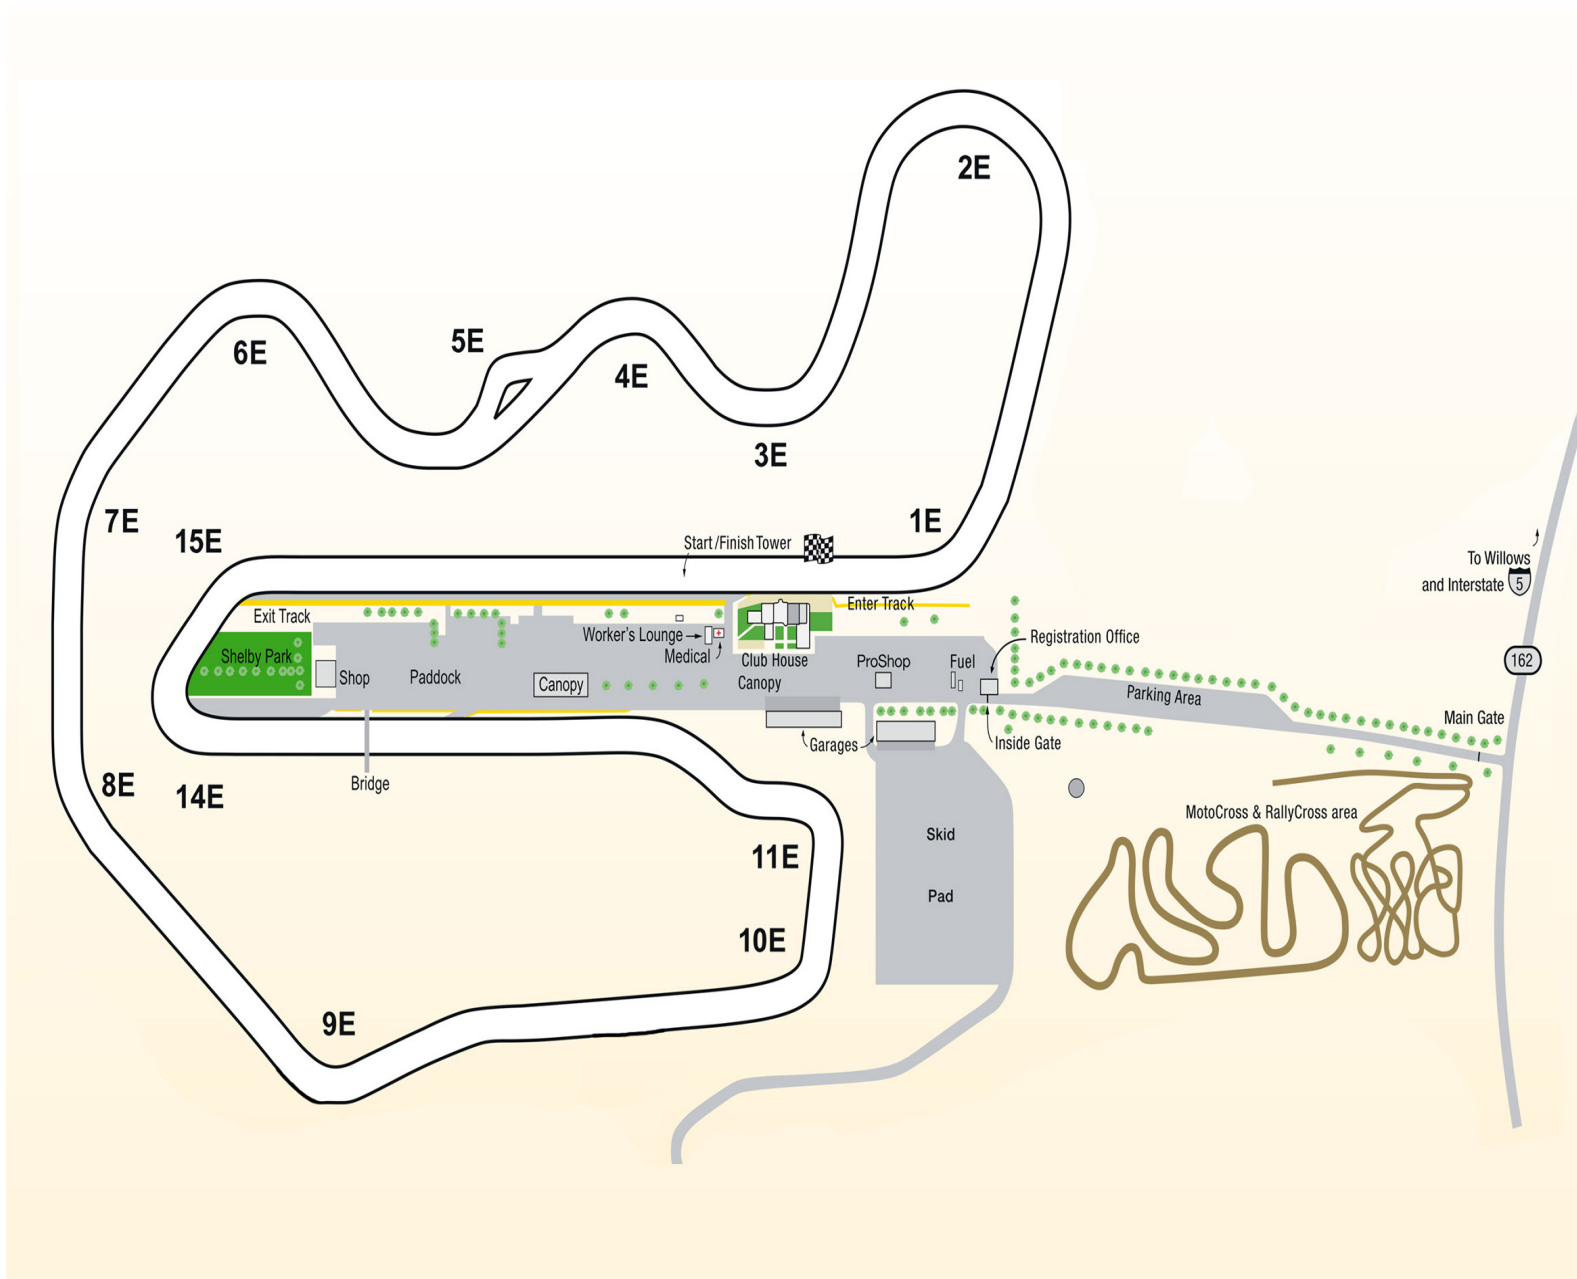 2E
5E
6E
4E
3E
7E
15E
1E
Start/Finish Tower
To Willows
and Interstate
5
Exit Track
Enter Track
Worker's Lounge
Medical
Registration Office
Shelby Park
Shop
Paddock
Canopy
Club House
Canopy
ProShop
Fuel
162
Parking Area
Main Gate
Garages
Inside Gate
Bridge
8E
14E
MotoCross & RallyCross area
Skid
Pad
11E
10E
9E